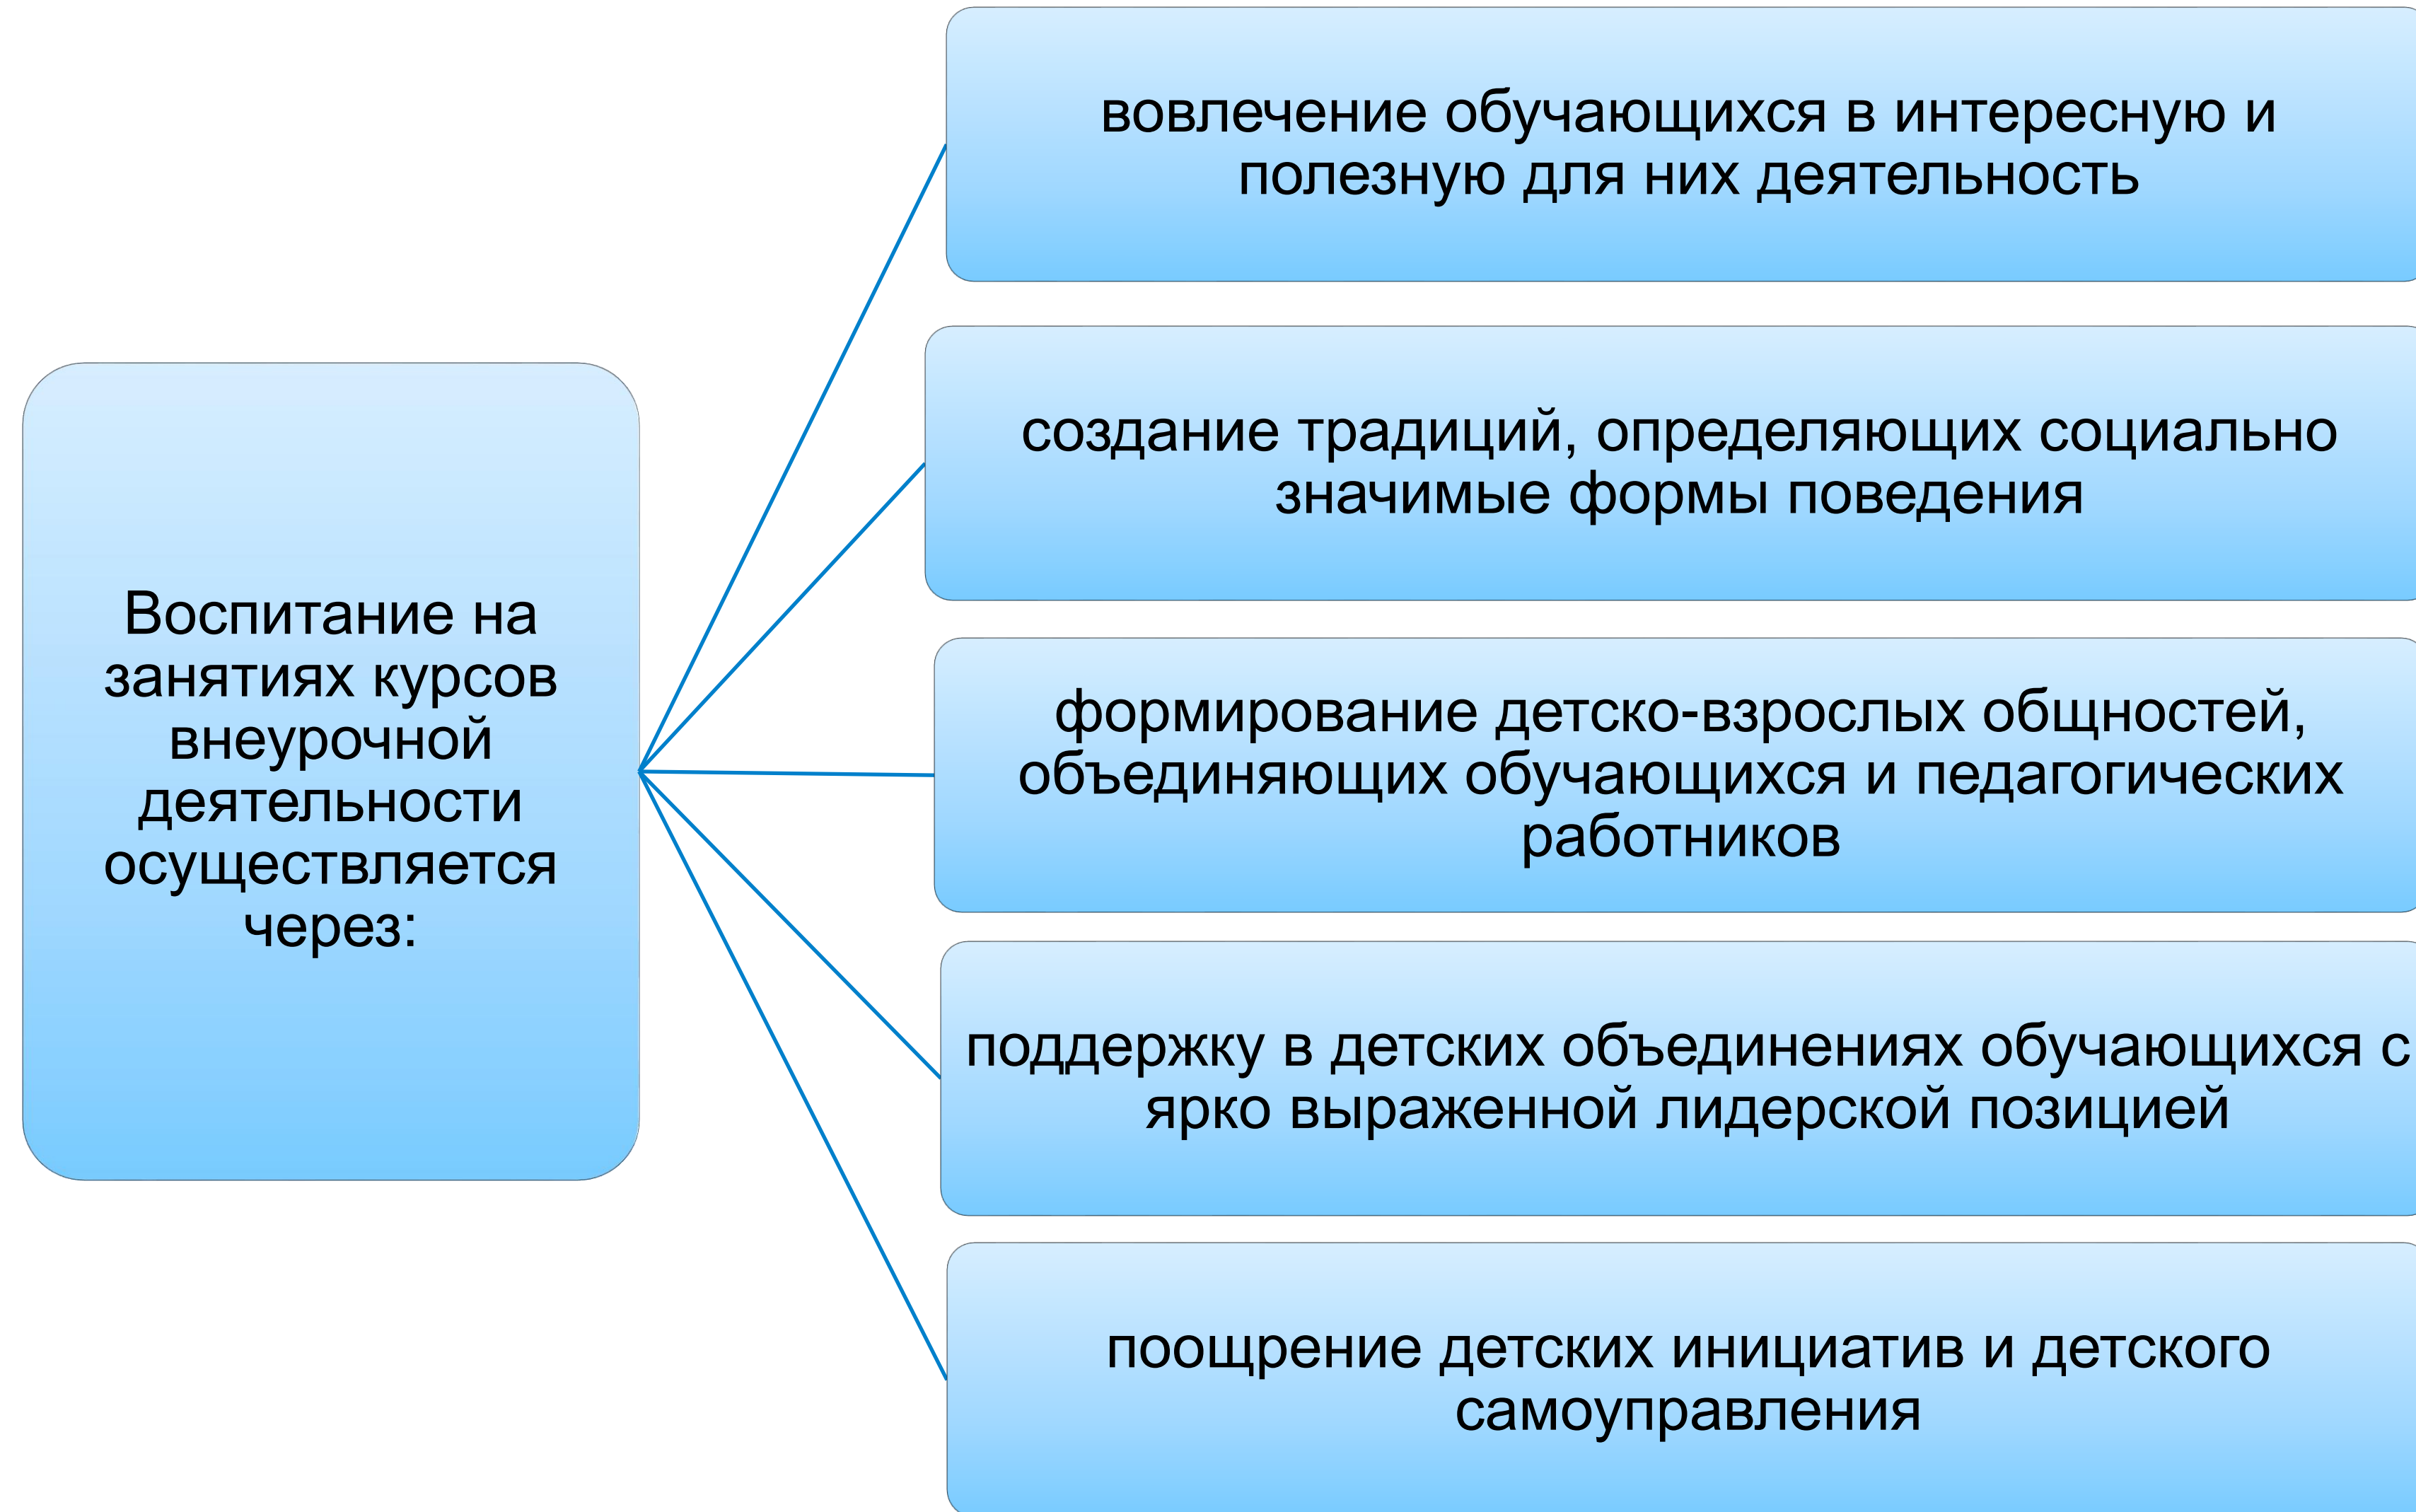 Воспитание на
занятиях курсов
внеурочной
деятельности
осуществляется
через:
вовлечение обучающихся в интересную и
полезную для них деятельность
создание традиций, определяющих социально
значимые формы поведения
формирование детско-взрослых общностей,
объединяющих обучающихся и педагогических
работников
поддержку в детских объединениях обучающихся с
ярко выраженной лидерской позицией
поощрение детских инициатив и детского
самоуправления